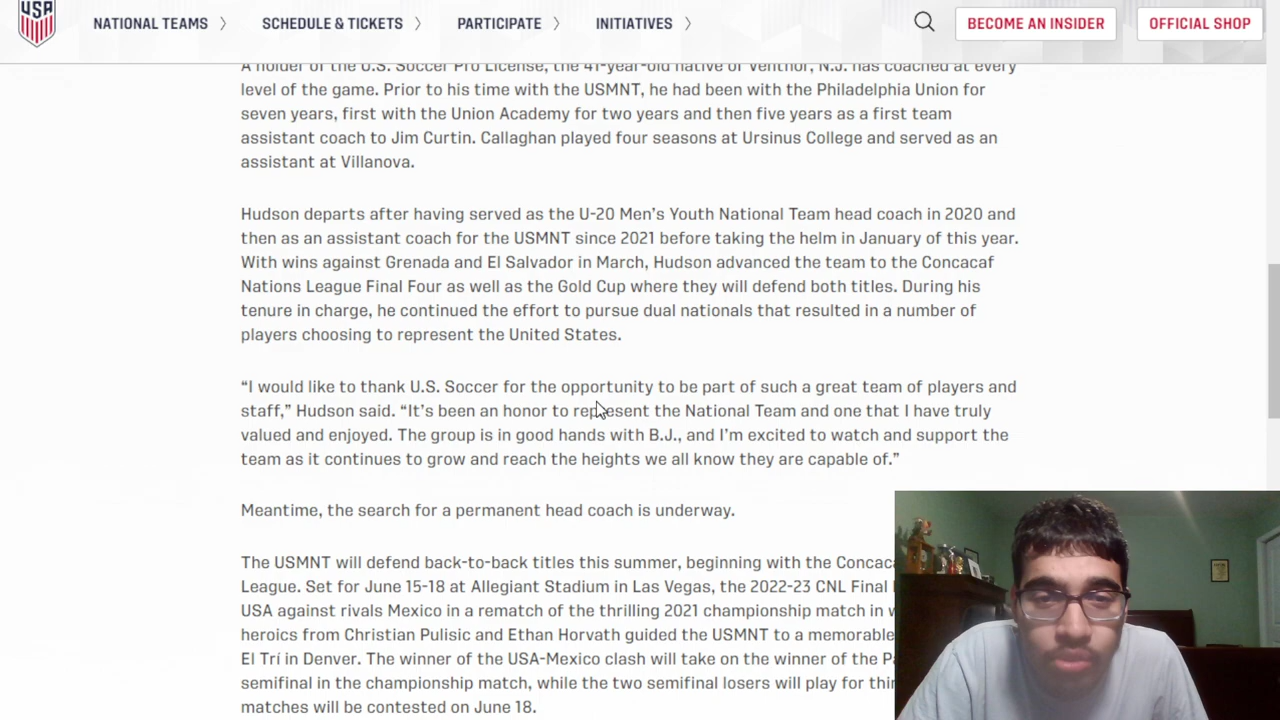 USA
NATIONAL TEAMS
SCHEDULE & TICKETS
PARTICIPATE
INITIATIVES
BECOME AN INSIDER
OFFICIAL SHOP
A holder of the U.S. Soccer Pro License, the 41-year-old native of Ventnor, N.J. has coached at every
level of the game. Prior to his time with the USMNT, he had been with the Philadelphia Union for
seven years, first with the Union Academy for two years and then five years as a first team
assistant coach to Jim Curtin. Callaghan played four seasons at Ursinus College and served as an
assistant at Villanova.
Hudson departs after having served as the U-20 Men’s Youth National Team head coach in 2020 and
then as an assistant coach for the USMNT since 2021 before taking the helm in January of this year.
With wins against Grenada and El Salvador in March, Hudson advanced the team to the Concacaf
Nations League Final Four as well as the Gold Cup where they will defend both titles. During his
tenure in charge, he continued the effort to pursue dual nationals that resulted in a number of
players choosing to represent the United States.
“I would like to thank U.S. Soccer for the opportunity to be part of such a great team of players and
staff,” Hudson said. “It’s been an honor to represent the National Team and one that I have truly
valued and enjoyed. The group is in good hands with B.J., and I’m excited to watch and support the
team as it continues to grow and reach the heights we all know they are capable of.”
Meantime, the search for a permanent head coach is underway.
The USMNT will defend back-to-back titles this summer, beginning with the Concaca
League. Set for June 15-18 at Allegiant Stadium in Las Vegas, the 2022-23 CNL Final
USA against rivals Mexico in a rematch of the thrilling 2021 championship match in w
heroics from Christian Pulisic and Ethan Horvath guided the USMNT to a memorable
El Trí in Denver. The winner of the USA-Mexico clash will take on the winner of the Pa
semifinal in the championship match, while the two semifinal losers will play for thir
matches will be contested on June 18.